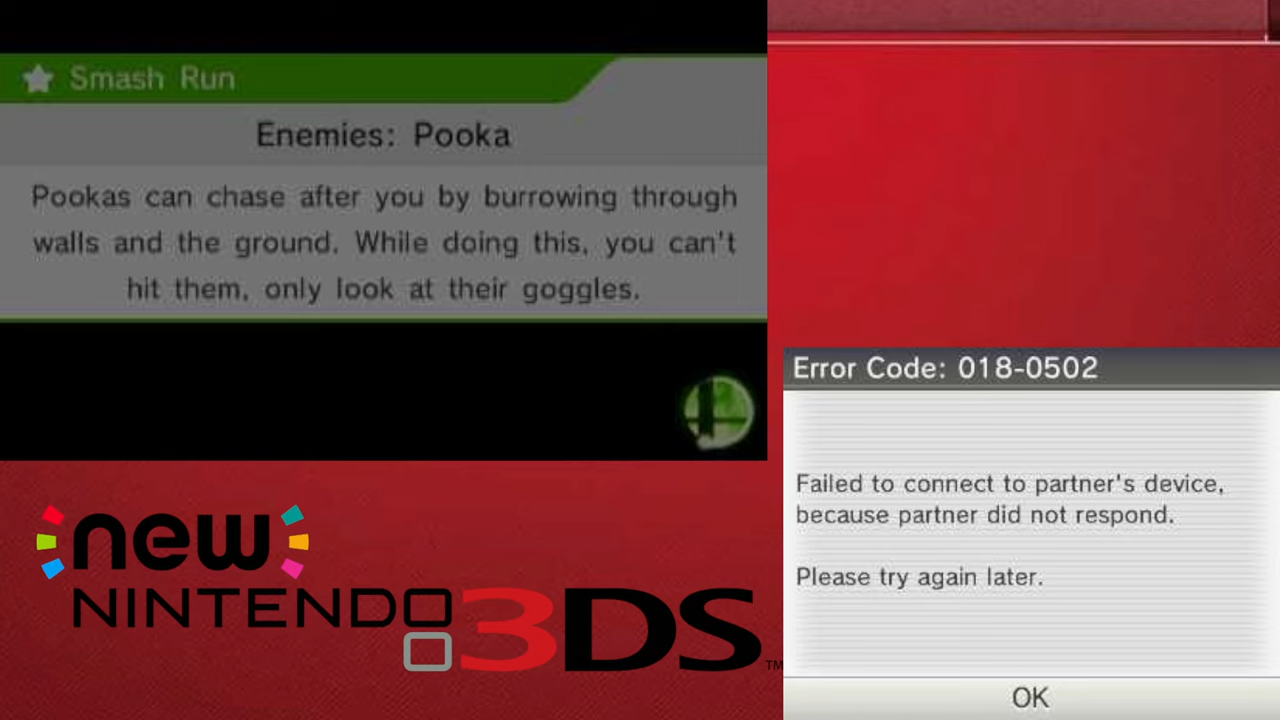 Smash Run
Enemies: Pooka
Pookas can chase after you by burrowing through
walls and the ground. While doing this, you can't
hit them, only look at their goggles.
new
NINTENDO
3DS
TM
Error Code: 018-0502
Failed to connect to partner's device,
because partner did not respond.
Please try again later.
OK